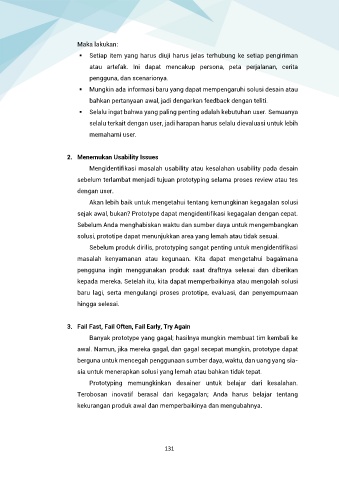 Maka lakukan:
▪ Setiap item yang harus diuji harus jelas terhubung ke setiap pengiriman
atau artefak. Ini dapat mencakup persona, peta perjalanan, cerita
pengguna, dan scenarionya.
▪ Mungkin ada informasi baru yang dapat mempengaruhi solusi desain atau
bahkan pertanyaan awal, jadi dengarkan feedback dengan teliti.
▪ Selalu ingat bahwa yang paling penting adalah kebutuhan user. Semuanya
selalu terkait dengan user, jadi harapan harus selalu dievaluasi untuk lebih
memahami user.
2. Menemukan Usability Issues
Mengidentifikasi masalah usability atau kesalahan usability pada desain
sebelum terlambat menjadi tujuan prototyping selama proses review atau tes
dengan user.
Akan lebih baik untuk mengetahui tentang kemungkinan kegagalan solusi
sejak awal, bukan? Prototype dapat mengidentifikasi kegagalan dengan cepat.
Sebelum Anda menghabiskan waktu dan sumber daya untuk mengembangkan
solusi, prototipe dapat menunjukkan area yang lemah atau tidak sesuai.
Sebelum produk dirilis, prototyping sangat penting untuk mengidentifikasi
masalah kenyamanan atau kegunaan. Kita dapat mengetahui bagaimana
pengguna ingin menggunakan produk saat draftnya selesai dan diberikan
kepada mereka. Setelah itu, kita dapat memperbaikinya atau mengolah solusi
baru lagi, serta mengulangi proses prototipe, evaluasi, dan penyempurnaan
hingga selesai.
3. Fail Fast, Fail Often, Fail Early, Try Again
Banyak prototype yang gagal, hasilnya mungkin membuat tim kembali ke
awal. Namun, jika mereka gagal, dan gagal secepat mungkin, prototype dapat
berguna untuk mencegah penggunaan sumber daya, waktu, dan uang yang sia-
sia untuk menerapkan solusi yang lemah atau bahkan tidak tepat.
Prototyping memungkinkan desainer untuk belajar dari kesalahan.
Terobosan inovatif berasal dari kegagalan; Anda harus belajar tentang
kekurangan produk awal dan memperbaikinya dan mengubahnya.
131